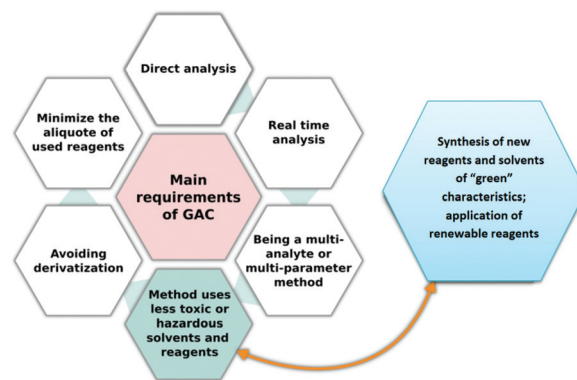 Direct analysis
Minimize the
aliquote of
used reagents
Real time
analysis
Main
requirements
of GAC
Avoiding
derivatization
Being a multi-
analyte or
multi-parameter
method
Method uses
less toxic or
hazardous
solvents and
reagents
Synthesis of new
reagents and solvents
of “green”
characteristics;
application of
renewable reagents